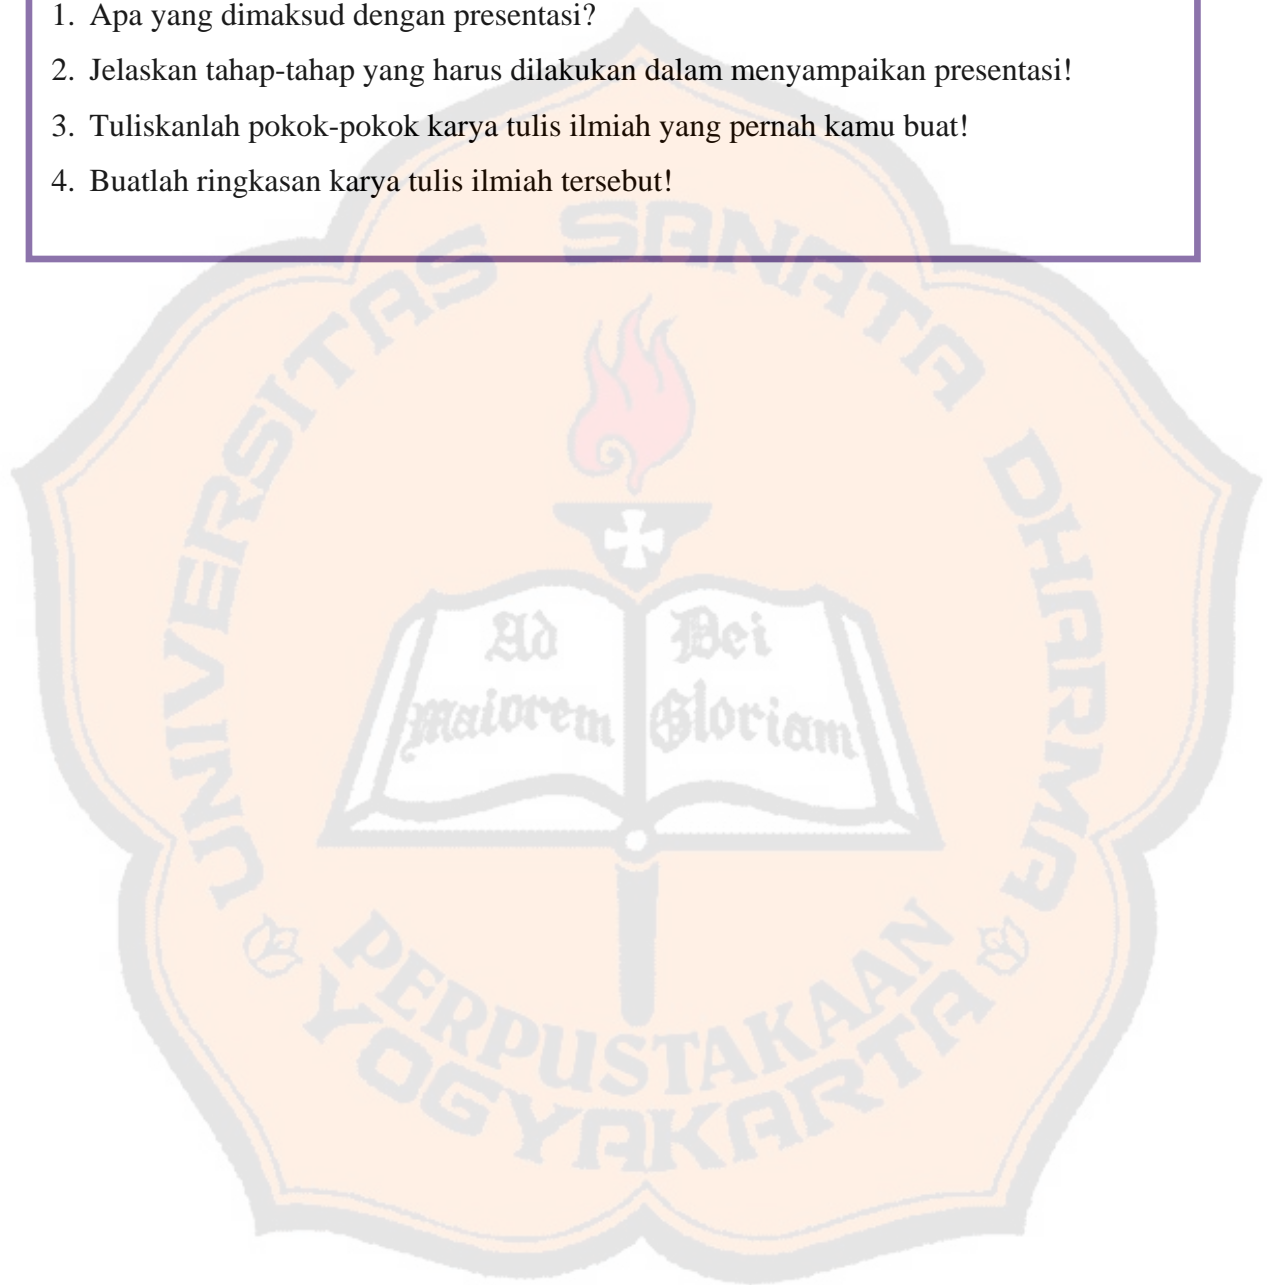 1. Apa yang dimaksud dengan presentasi?
2. Jelaskan tahap-tahap yang harus dilakukan dalam menyampaikan presentasi!
3. Tuliskanlah pokok-pokok karya tulis ilmiah yang pernah kamu buat!
4. Buatlah ringkasan karya tulis ilmiah tersebut!
UNIVERSITAS SANATA DHARMA
Ad Dei
Maiorem Gloriam
PERPUSTAKAAN
YOGYAKARTA